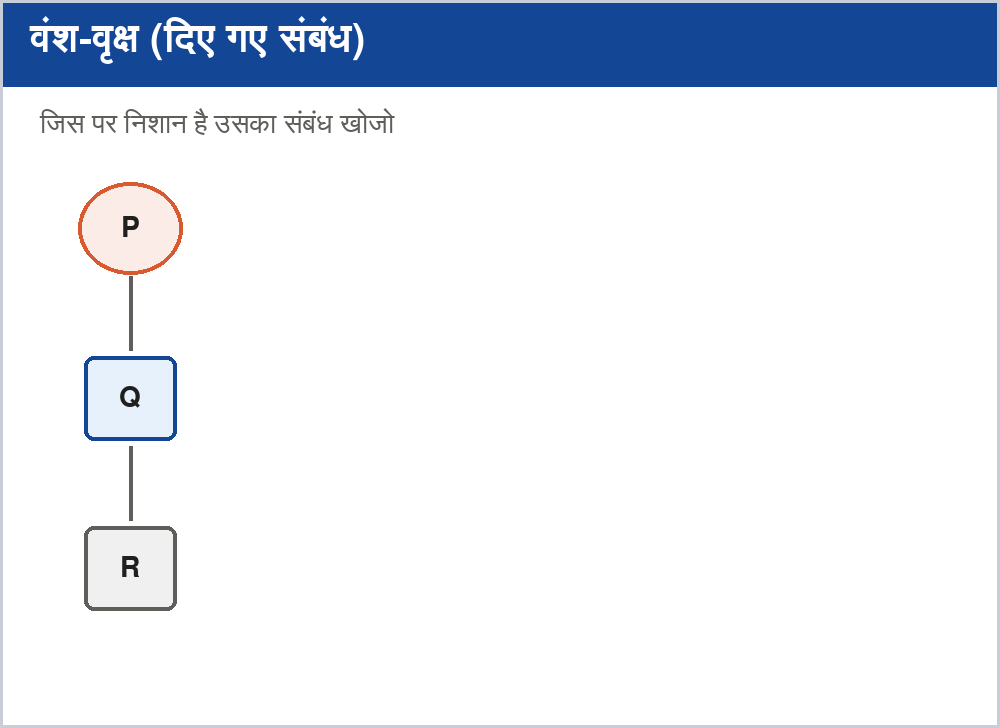 वंश-वृक्ष (दिए गए संबंध)
जिस पर निशान है उसका संबंध खोजो
P
Q
R